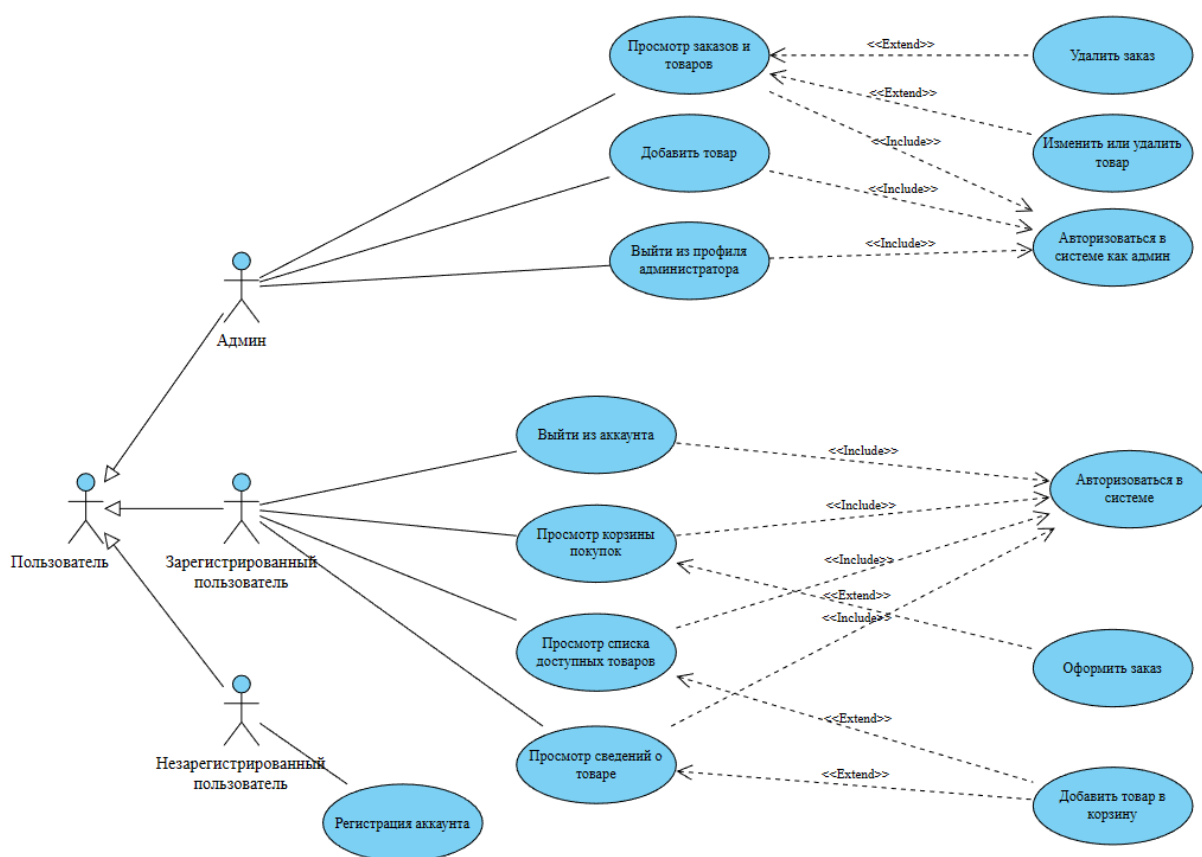 Просмотр заказов и
товаров
<<Extend>>
Удалить заказ
<<Extend>>
Добавить товар
<<Include>>
Изменить или удалить
товар
<<Include>>
Выйти из профиля
администратора
<<Include>>
Авторизоваться в
системе как админ
Админ
Выйти из аккаунта
<<Include>>
Авторизоваться в
системе
<<Include>>
Просмотр корзины
покупок
Пользователь
Зарегистрированный
пользователь
<<Include>>
<<Extend>>
<<Include>>
Просмотр списка
доступных товаров
Оформить заказ
<<Extend>>
Просмотр сведений о
товаре
<<Extend>>
Незарегистрированный
пользователь
Добавить товар в
корзину
Регистрация аккаунта